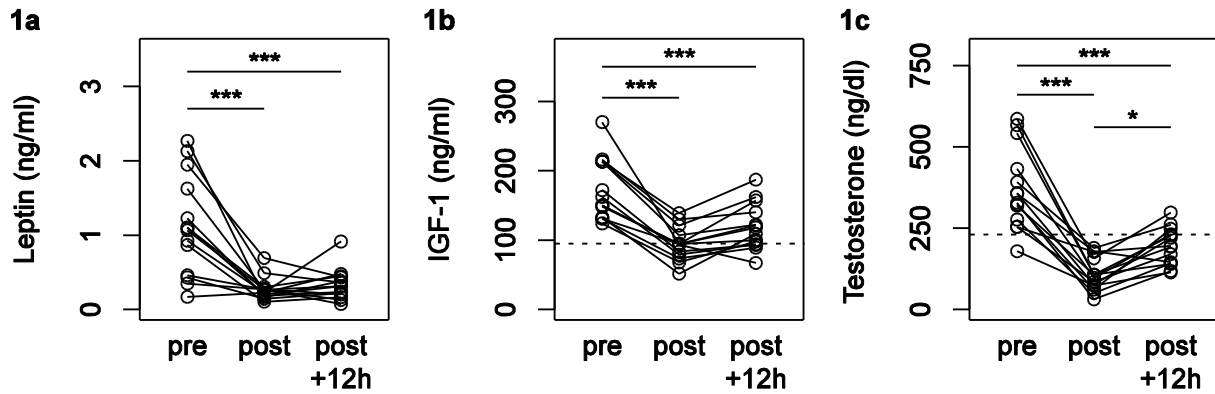 1a
Leptin (ng/ml)
3
2
1
0
***
***
pre
post
post
+12h
1b
IGF-1 (ng/ml)
300
200
100
0
***
***
pre
post
post
+12h
1c
Testosterone (ng/dl)
750
500
250
0
***
***
*
pre
post
post
+12h